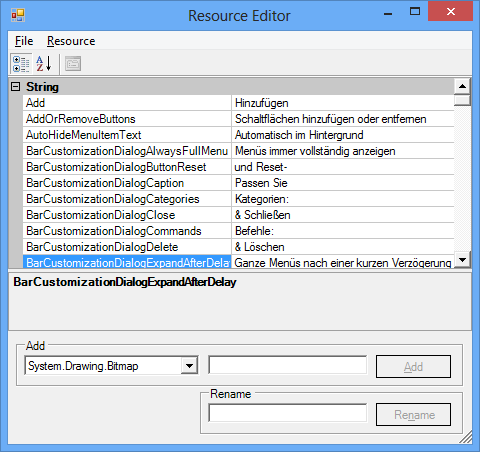 Resource Editor
File Resource
String
Add Hinzufügen
AddOrRemoveButtons Schaltflächen hinzufügen oder entfernen
AutoHideMenuItemText Automatisch im Hintergrund
BarCustomizationDialogAlwaysFullMenu Menüs immer vollständig anzeigen
BarCustomizationDialogButtonReset und Reset-
BarCustomizationDialogCaption Passen Sie
BarCustomizationDialogCategories Kategorien:
BarCustomizationDialogClose & Schließen
BarCustomizationDialogCommands Befehle:
BarCustomizationDialogDelete & Löschen
BarCustomizationDialogExpandAfterDelay Ganze Menüs nach einer kurzen Verzögerung
BarCustomizationDialogExpandAfterDelay
Add
System.Drawing.Bitmap Add
Rename
Rename